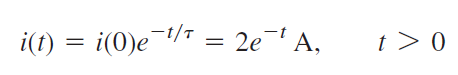 i(t) = i(0)e^{−t/τ} = 2e^{−t} A, t > 0